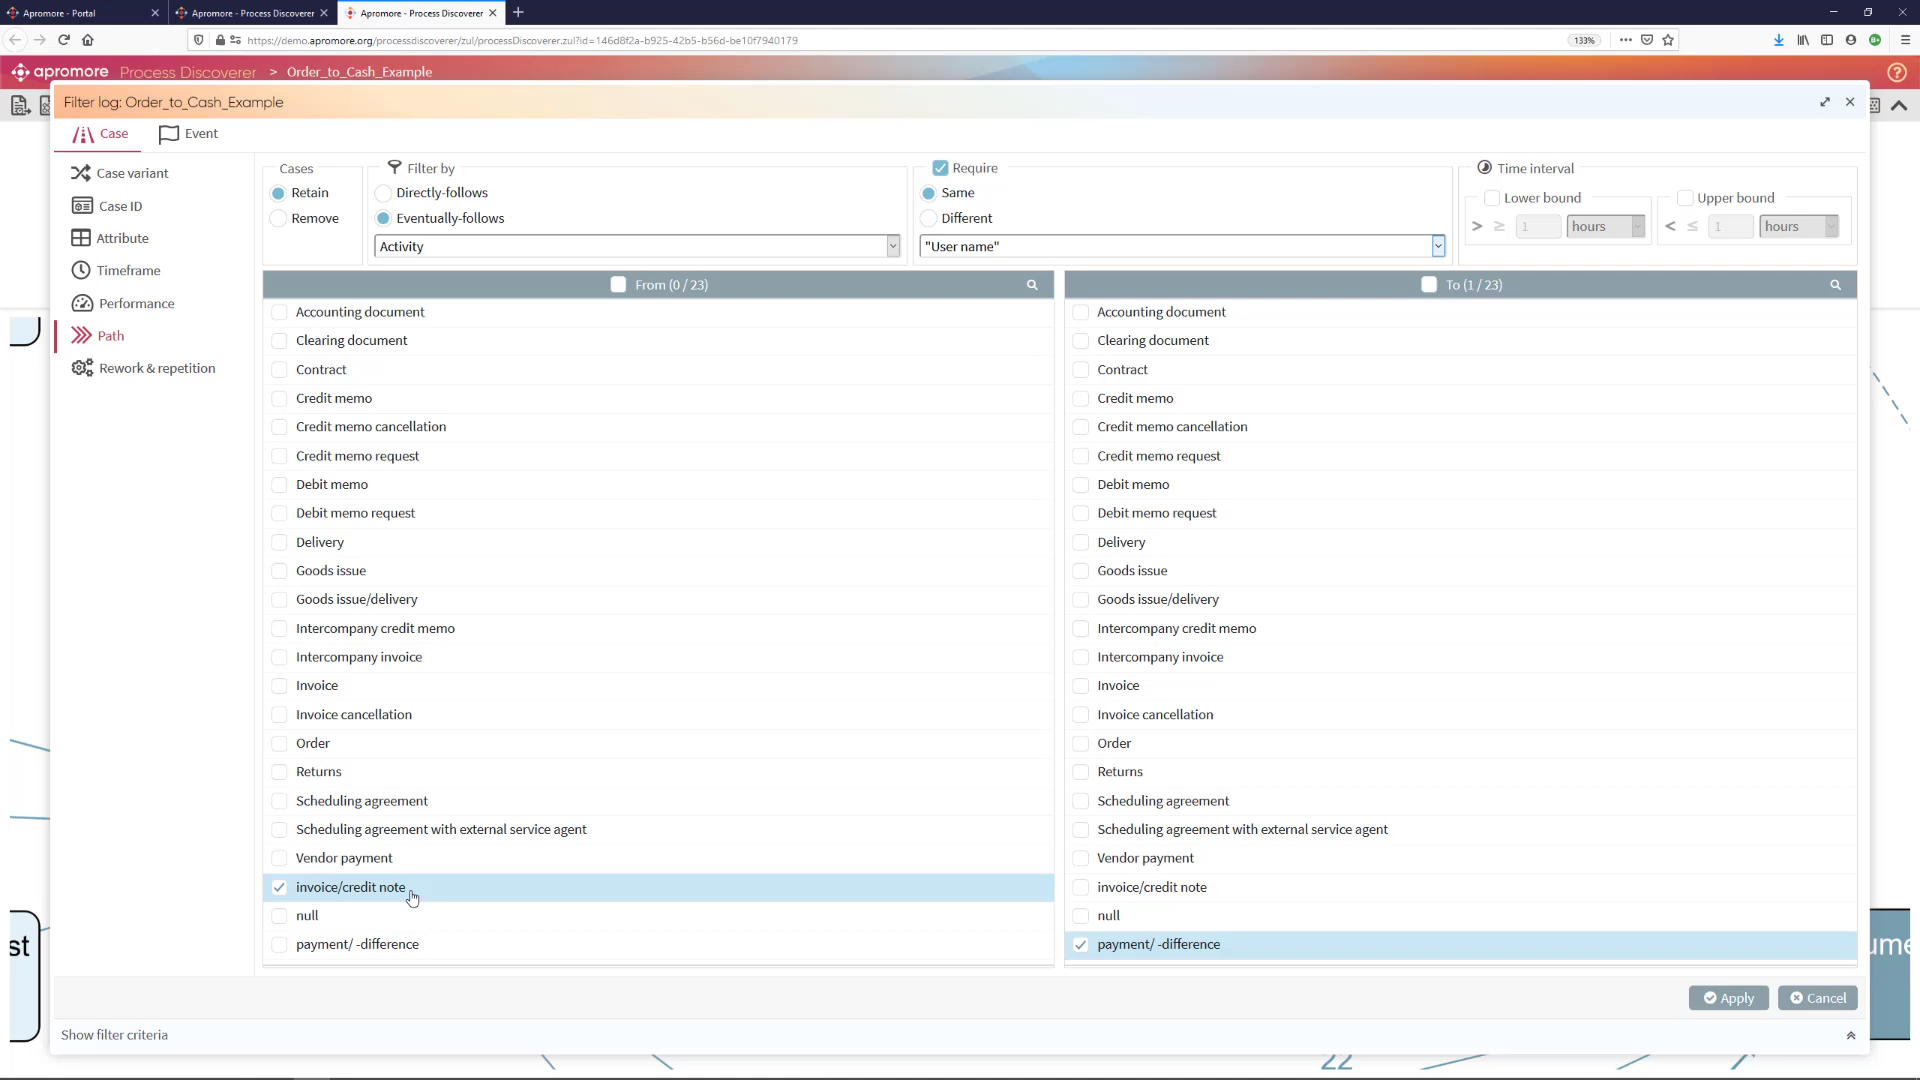 Apromore - Portal
Apromore - Process Discoverer
Apromore - Process Discoverer
https://demo.apromore.org/processdiscoverer/zul/processDiscoverer.zul?id=146d8f2a-b925-42b5-b56d-be10f7940179
133%
apromore Process Discoverer > Order_to_Cash_Example
Filter log: Order_to_Cash_Example
Case
Event
Case variant
Case ID
Attribute
Timeframe
Performance
Path
Rework & repetition
Cases
Retain
Remove
Filter by
Directly-follows
Eventually-follows
Activity
Require
Same
Different
"User name"
Time interval
Lower bound
> ≥ 1 hours
Upper bound
< ≤ 1 hours
From (0 / 23)
Accounting document
Clearing document
Contract
Credit memo
Credit memo cancellation
Credit memo request
Debit memo
Debit memo request
Delivery
Goods issue
Goods issue/delivery
Intercompany credit memo
Intercompany invoice
Invoice
Invoice cancellation
Order
Returns
Scheduling agreement
Scheduling agreement with external service agent
Vendor payment
invoice/credit note
null
payment/ -difference
To (1 / 23)
Accounting document
Clearing document
Contract
Credit memo
Credit memo cancellation
Credit memo request
Debit memo
Debit memo request
Delivery
Goods issue
Goods issue/delivery
Intercompany credit memo
Intercompany invoice
Invoice
Invoice cancellation
Order
Returns
Scheduling agreement
Scheduling agreement with external service agent
Vendor payment
invoice/credit note
null
payment/ -difference
st
ume
Apply
Cancel
Show filter criteria
22